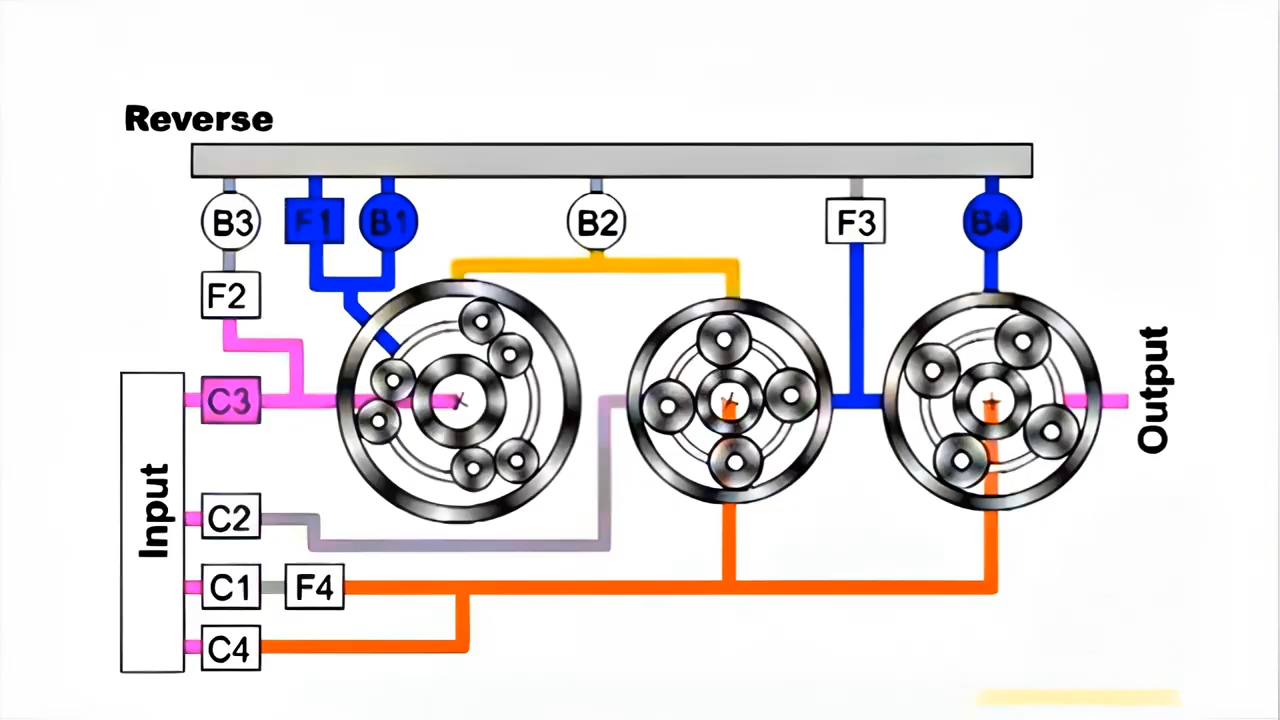 Reverse
B3
F1
B1
B2
F3
B4
F2
C3
Input
C2
C1
F4
C4
Output